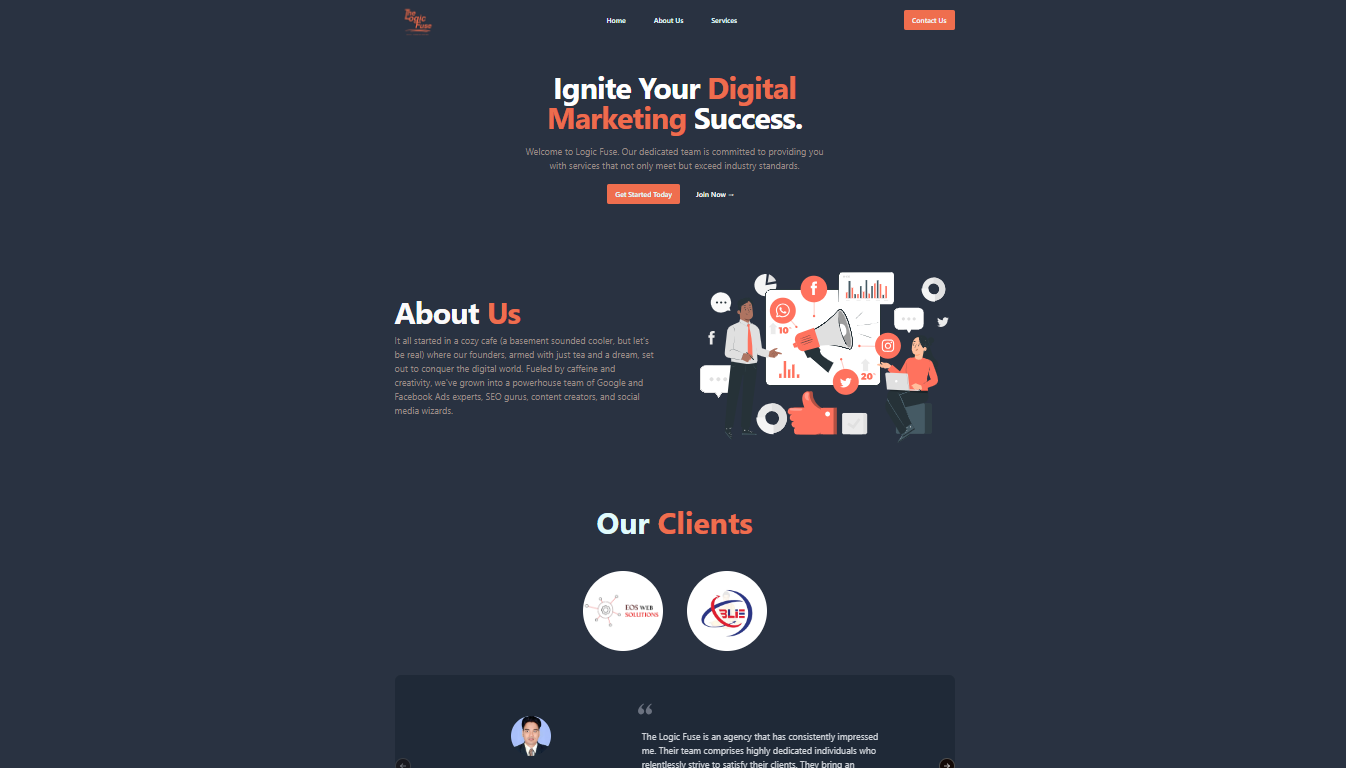 The
Logic
Fuse
Home
About Us
Services
Contact Us
Ignite Your Digital
Marketing Success.
Welcome to Logic Fuse. Our dedicated team is committed to providing you
with services that not only meet but exceed industry standards.
Get Started Today
Join Now →
About Us
It all started in a cozy cafe (a basement sounded cooler, but let's
be real) where our founders, armed with just tea and a dream, set
out to conquer the digital world. Fueled by caffeine and
creativity, we've grown into a powerhouse team of Google and
Facebook Ads experts, SEO gurus, content creators, and social
media wizards.
10
20
Our Clients
EOS WEB
SOLUTIONS
BLiE
The Logic Fuse is an agency that has consistently impressed
me. Their team comprises highly dedicated individuals who
relentlessly strive to satisfy their clients. They bring an